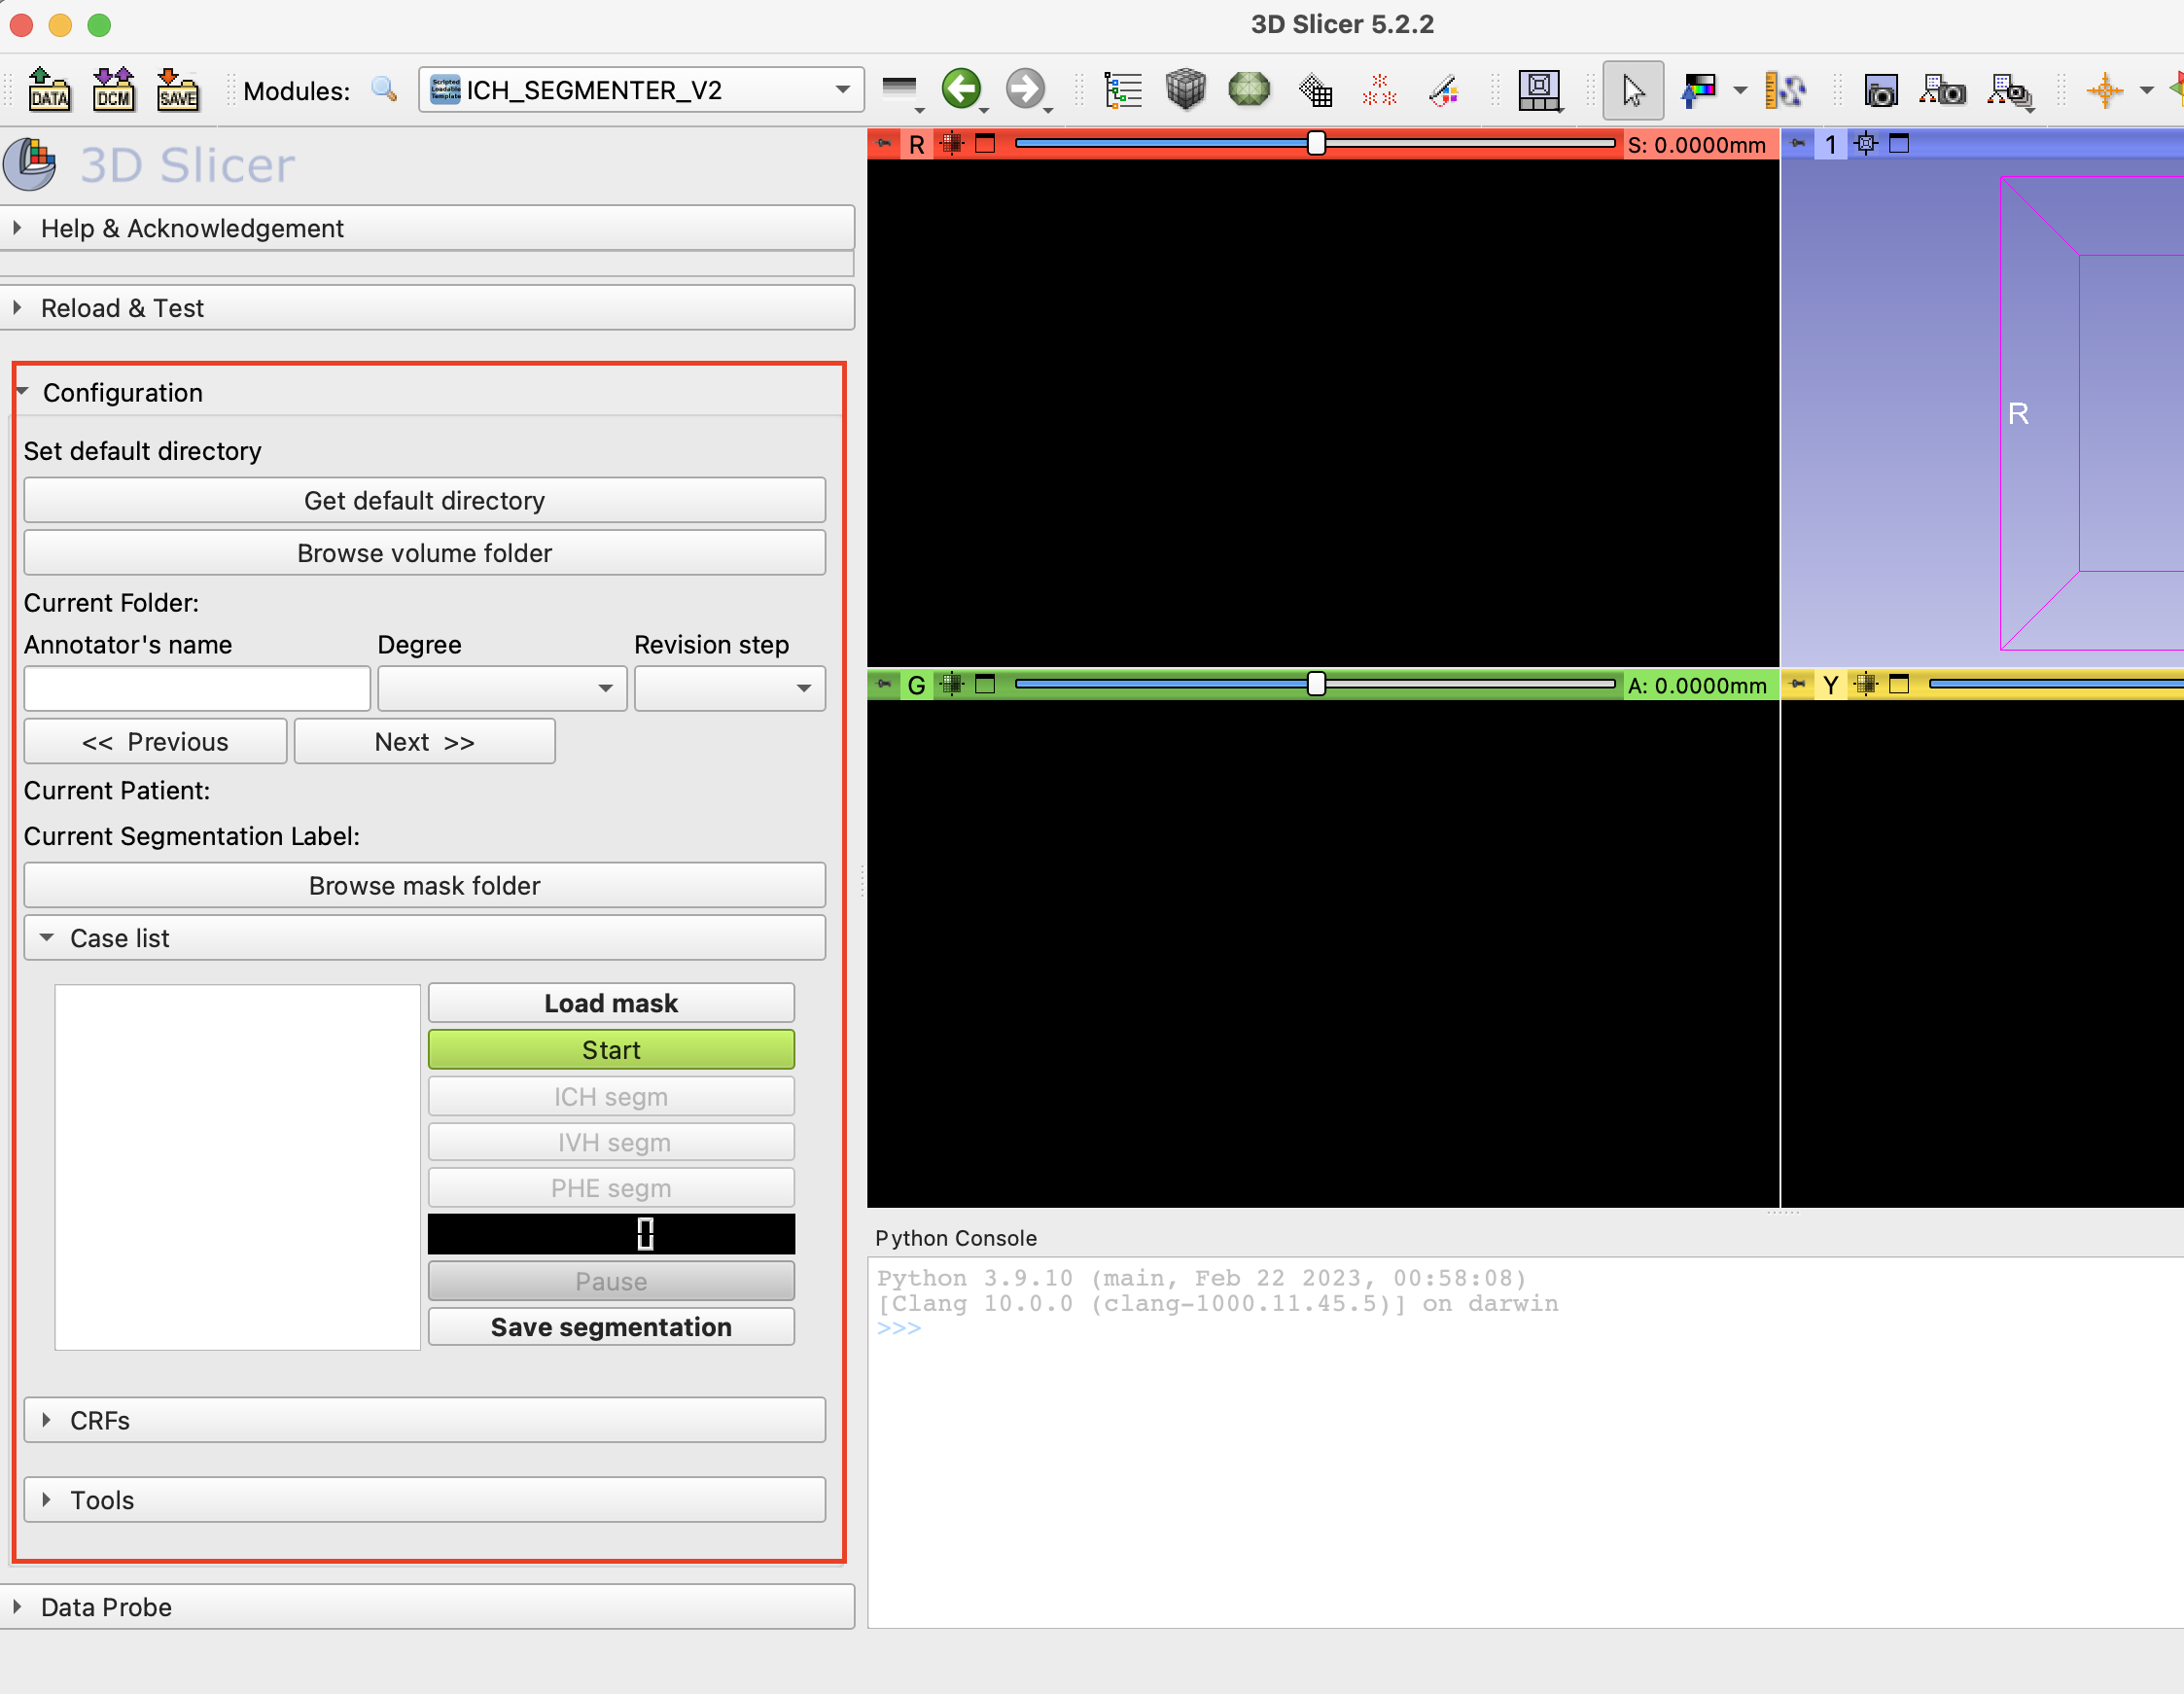 3D Slicer 5.2.2
DATA DCM SAVE Modules: Scripted Loadable Template ICH_SEGMENTER_V2
R S: 0.0000mm 1
3D Slicer
Help & Acknowledgement
Reload & Test
Configuration
Set default directory
Get default directory
Browse volume folder
Current Folder:
Annotator's name Degree Revision step
<< Previous Next >>
Current Patient:
Current Segmentation Label:
Browse mask folder
Case list
Load mask
Start
ICH segm
IVH segm
PHE segm
0
Pause
Save segmentation
CRFs
Tools
Data Probe
R
G A: 0.0000mm Y
Python Console
Python 3.9.10 (main, Feb 22 2023, 00:58:08)
[Clang 10.0.0 (clang-1000.11.45.5)] on darwin
>>>